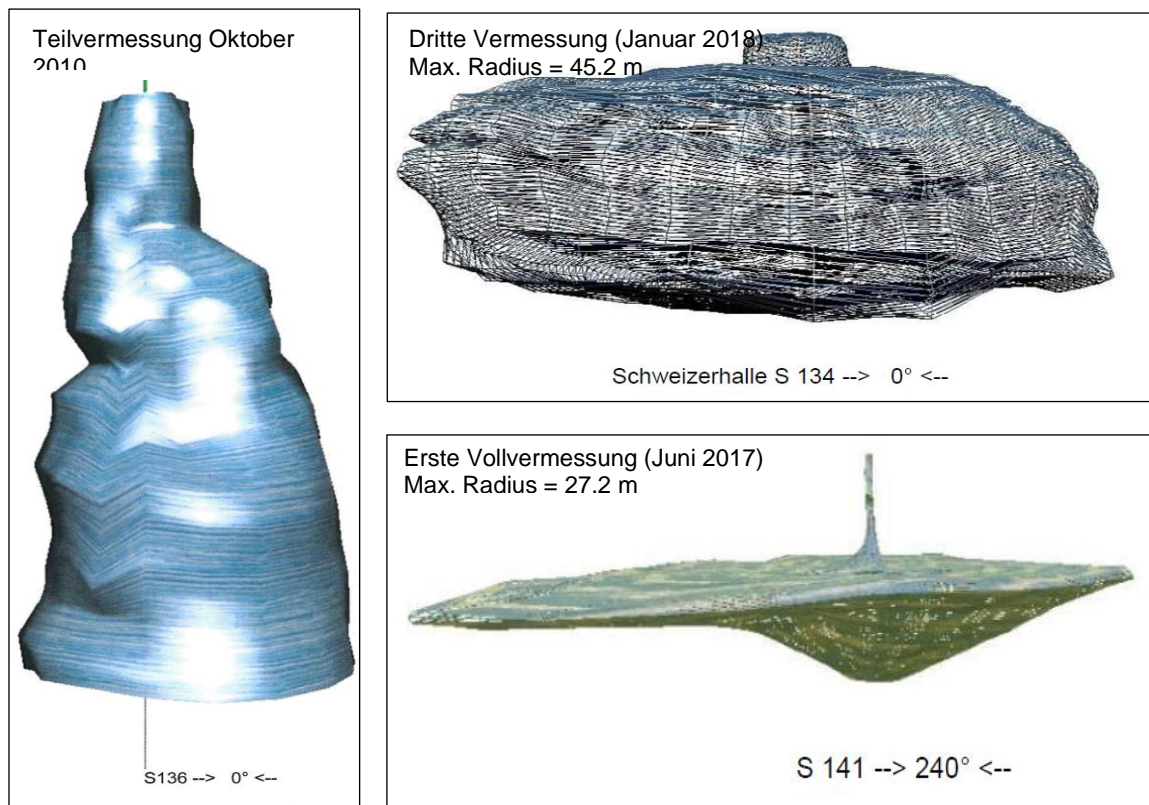 Teilvermessung Oktober
2010
S136 --> 0° <--
Dritte Vermessung (Januar 2018)
Max. Radius = 45.2 m
Schweizerhalle S 134 --> 0° <--
Erste Vollvermessung (Juni 2017)
Max. Radius = 27.2 m
S 141 --> 240° <--